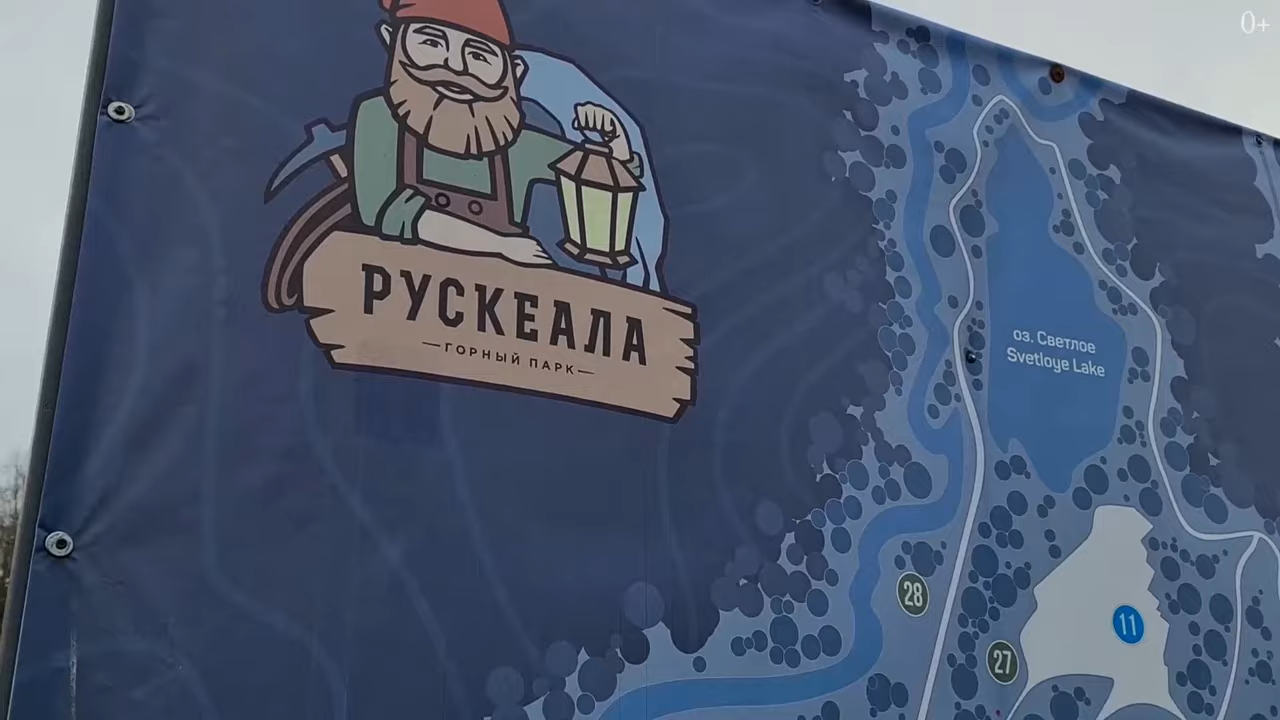 0+
РУСКЕАЛА
—ГОРНЫЙ ПАРК—
оз. Светлое
Svetloye Lake
28
11
27